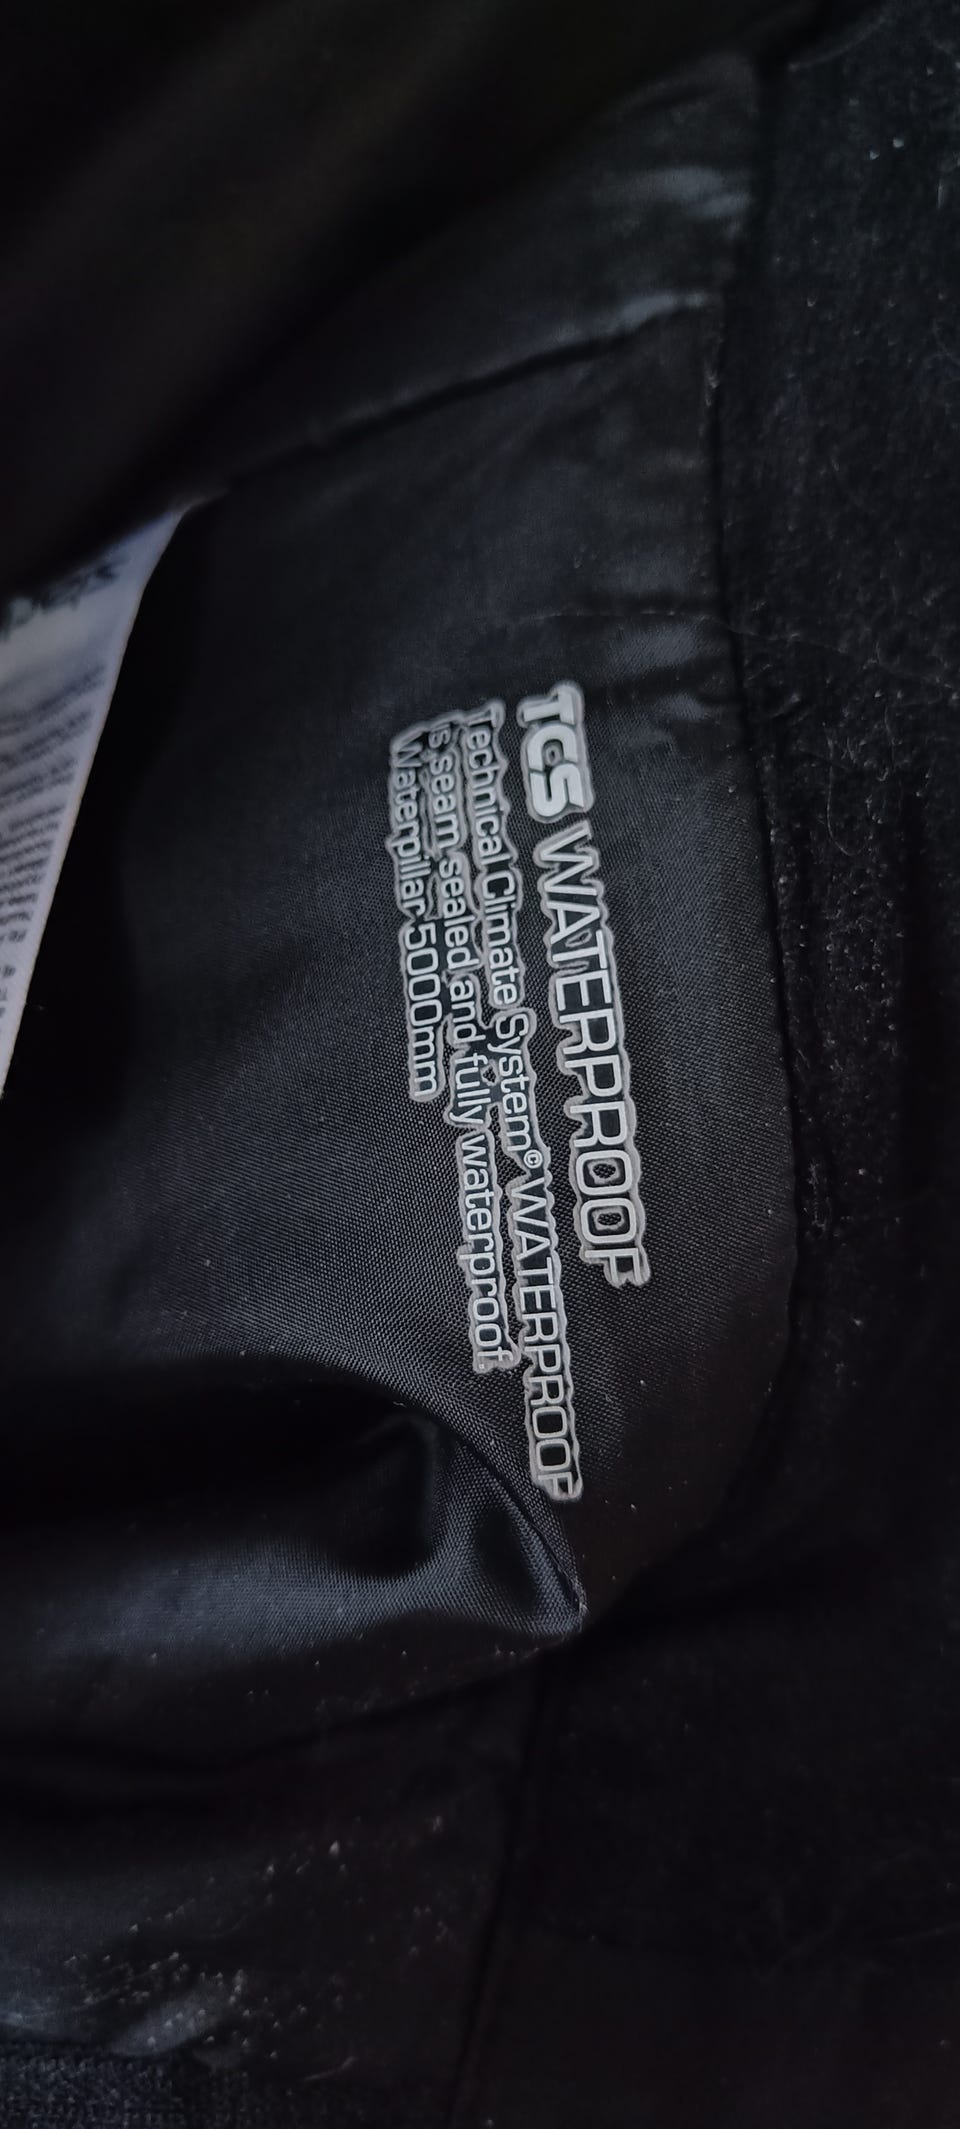 TCS WATERPROOF
Technical Climate System© WATERPROOF
is seam sealed and fully waterproof.
Waterpillar 5000mm